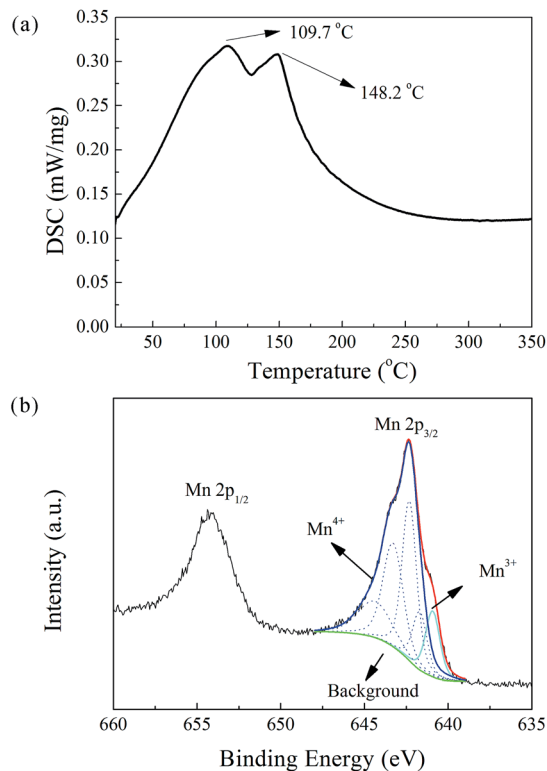 (a)
0.35
0.30
0.25
0.20
0.15
0.10
0.05
0.00
DSC (mW/mg)
109.7 °C
148.2 °C
50 100 150 200 250 300 350
Temperature (°C)
(b)
Intensity (a.u.)
Mn 2p1/2
Mn 2p3/2
Mn4+
Mn3+
Background
660 655 650 645 640 635
Binding Energy (eV)